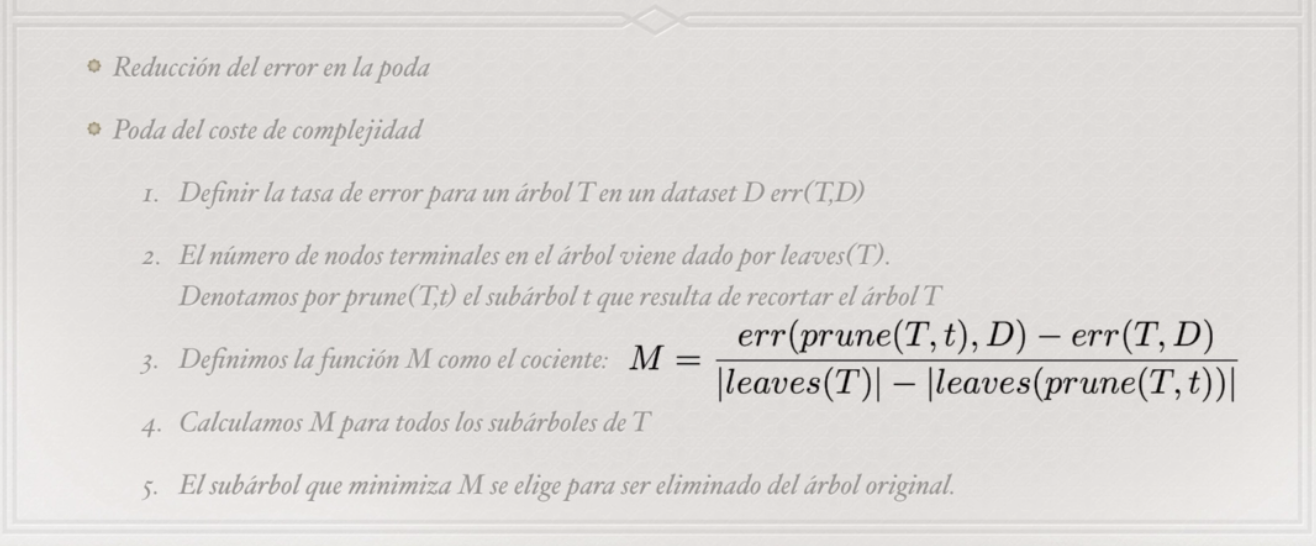 Reducción del error en la poda
Poda del coste de complejidad
1. Definir la tasa de error para un árbol T en un dataset D err(T,D)
2. El número de nodos terminales en el árbol viene dado por leaves(T).
Denotamos por prune(T,t) el subárbol t que resulta de recortar el árbol T
3. Definimos la función M como el cociente: M = \frac{err(prune(T,t),D) - err(T,D)}{|leaves(T)| - |leaves(prune(T,t))|}
4. Calculamos M para todos los subárboles de T
5. El subárbol que minimiza M se elige para ser eliminado del árbol original.